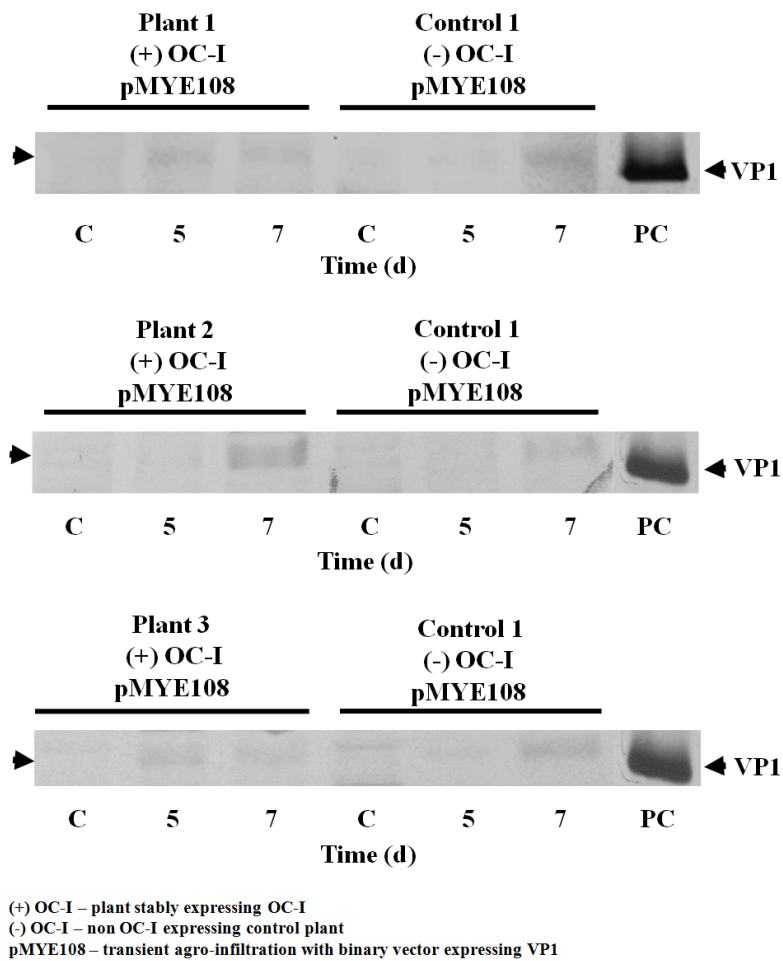 Plant 1 Control 1
(+) OC-I (-) OC-I
pMYE108 pMYE108
VP1
C 5 7 C 5 7 PC
Time (d)
Plant 2 Control 1
(+) OC-I (-) OC-I
pMYE108 pMYE108
VP1
C 5 7 C 5 7 PC
Time (d)
Plant 3 Control 1
(+) OC-I (-) OC-I
pMYE108 pMYE108
VP1
C 5 7 C 5 7 PC
Time (d)
(+) OC-I – plant stably expressing OC-I
(-) OC-I – non OC-I expressing control plant
pMYE108 – transient agro-infiltration with binary vector expressing VP1